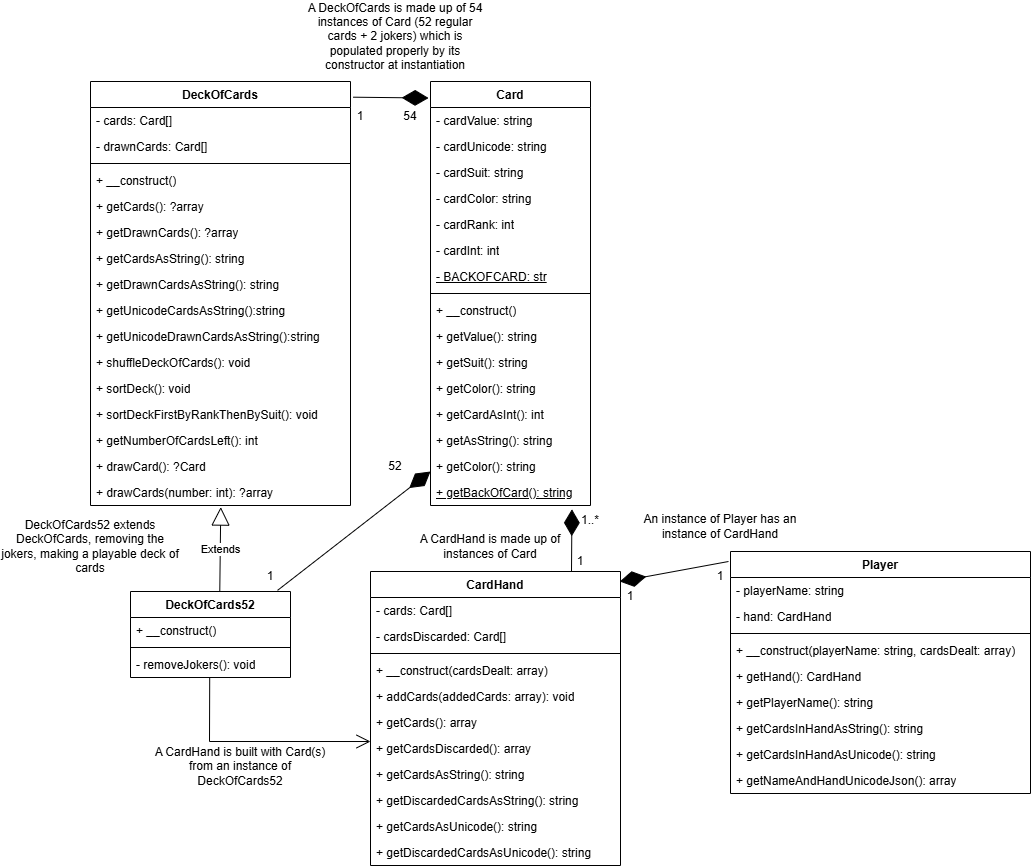 A DeckOfCards is made up of 54
instances of Card (52 regular
cards + 2 jokers) which is
populated properly by its
constructor at instantiation
DeckOfCards
- cards: Card[]
- drawnCards: Card[]
+ __construct()
+ getCards(): ?array
+ getDrawnCards(): ?array
+ getCardsAsString(): string
+ getDrawnCardsAsString(): string
+ getUnicodeCardsAsString():string
+ getUnicodeDrawnCardsAsString():string
+ shuffleDeckOfCards(): void
+ sortDeck(): void
+ sortDeckFirstByRankThenBySuit(): void
+ getNumberOfCardsLeft(): int
+ drawCard(): ?Card
+ drawCards(number: int): ?array
1
54
Card
- cardValue: string
- cardUnicode: string
- cardSuit: string
- cardColor: string
- cardRank: int
- cardInt: int
- BACKOFCARD: str
+ __construct()
+ getValue(): string
+ getSuit(): string
+ getColor(): string
+ getCardAsInt(): int
+ getAsString(): string
+ getColor(): string
+ getBackOfCard(): string
52
1
DeckOfCards52 extends
DeckOfCards, removing the
jokers, making a playable deck of
cards
Extends
DeckOfCards52
+ __construct()
- removeJokers(): void
A CardHand is built with Card(s)
from an instance of
DeckOfCards52
A CardHand is made up of
instances of Card
1..*
1
CardHand
- cards: Card[]
- cardsDiscarded: Card[]
+ __construct(cardsDealt: array)
+ addCards(addedCards: array): void
+ getCards(): array
+ getCardsDiscarded(): array
+ getCardsAsString(): string
+ getDiscardedCardsAsString(): string
+ getCardsAsUnicode(): string
+ getDiscardedCardsAsUnicode(): string
An instance of Player has an
instance of CardHand
1
1
Player
- playerName: string
- hand: CardHand
+ __construct(playerName: string, cardsDealt: array)
+ getHand(): CardHand
+ getPlayerName(): string
+ getCardsInHandAsString(): string
+ getCardsInHandAsUnicode(): string
+ getNameAndHandUnicodeJson(): array